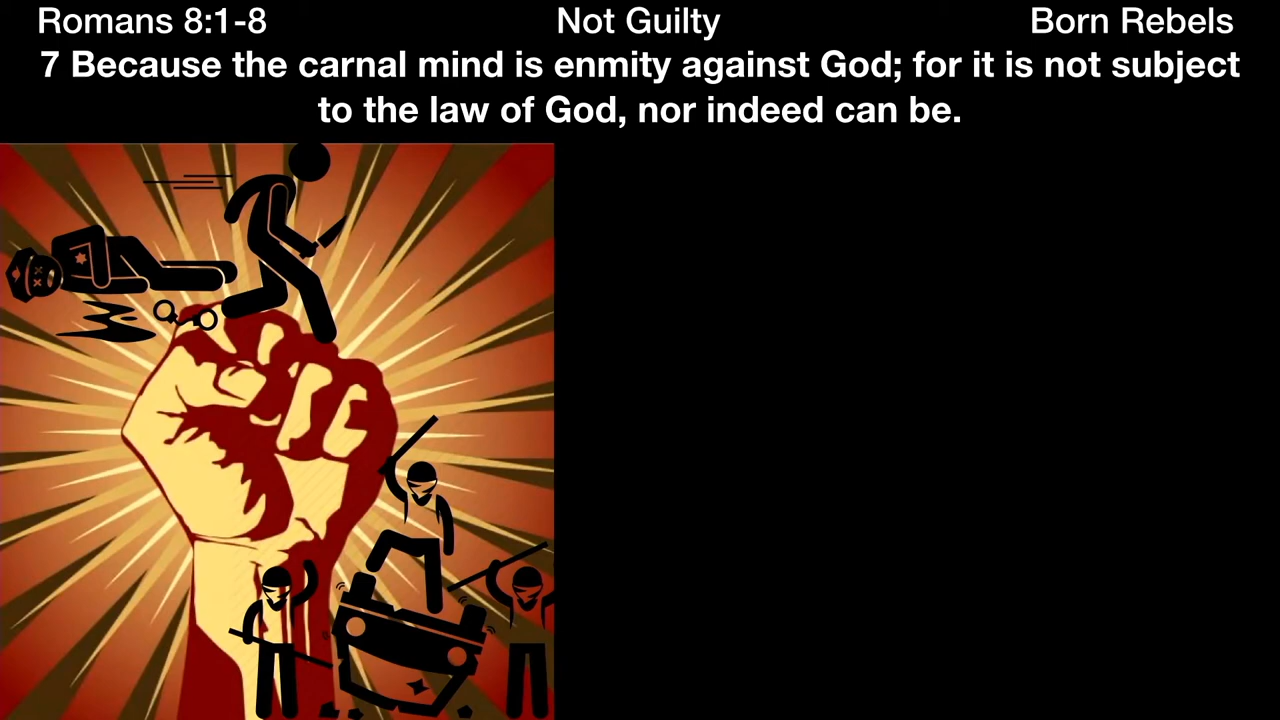 Romans 8:1-8 Not Guilty Born Rebels
7 Because the carnal mind is enmity against God; for it is not subject
to the law of God, nor indeed can be.